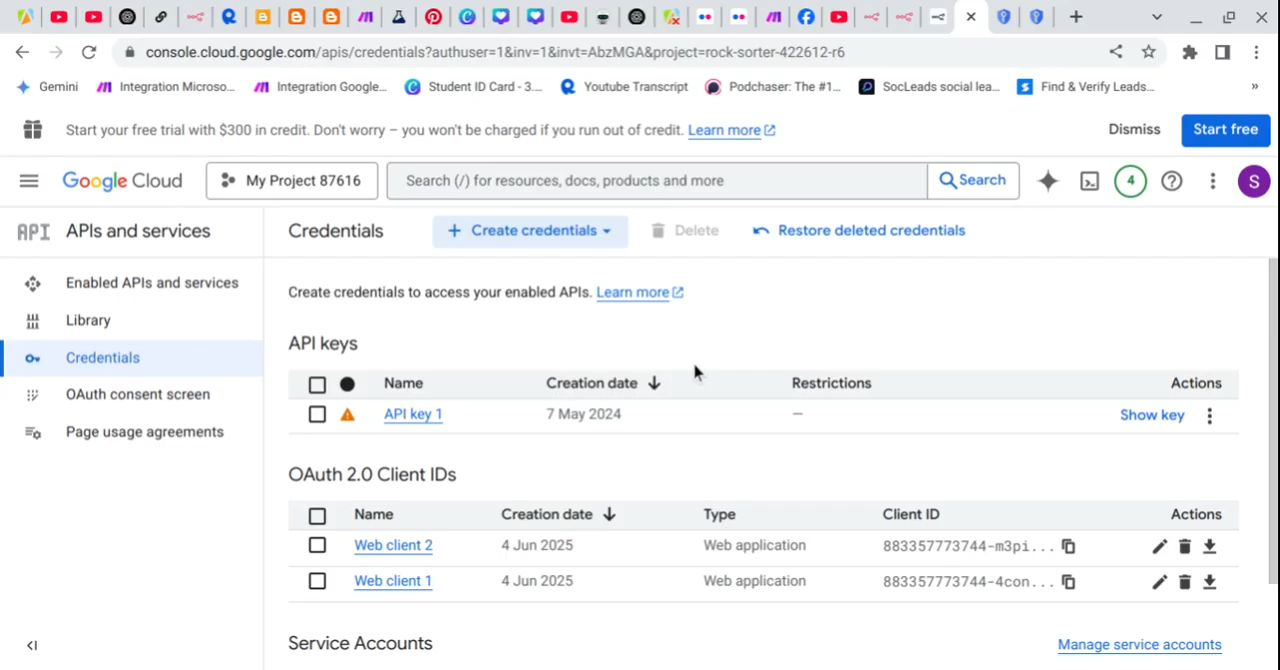 console.cloud.google.com/apis/credentials?authuser=1&inv=1&invt=AbzMGA&project=rock-sorter-422612-r6
Gemini Integration Microso... Integration Google... Student ID Card - 3.... Youtube Transcript Podchaser: The #1... SocLeads social lea... Find & Verify Leads... »
Start your free trial with $300 in credit. Don't worry – you won't be charged if you run out of credit. Learn more Dismiss Start free
Google Cloud My Project 87616 Search (/) for resources, docs, products and more Search 4 S
API APIs and services Credentials + Create credentials Delete Restore deleted credentials
Enabled APIs and services
Library
Credentials
OAuth consent screen
Page usage agreements
Create credentials to access your enabled APIs. Learn more
API keys
Name Creation date Restrictions Actions
API key 1 7 May 2024 – Show key
OAuth 2.0 Client IDs
Name Creation date Type Client ID Actions
Web client 2 4 Jun 2025 Web application 883357773744-m3pi...
Web client 1 4 Jun 2025 Web application 883357773744-4con...
Service Accounts Manage service accounts